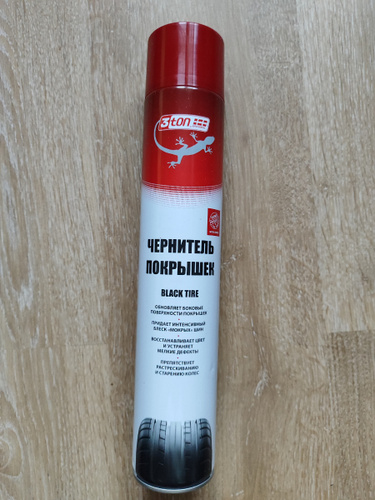 3ton
ЧЕРНИТЕЛЬ
ПОКРЫШЕК
BLACK TIRE
ОБНОВЛЯЕТ БОКОВЫЕ
ПОВЕРХНОСТИ ПОКРЫШЕК
ПРИДАЕТ ИНТЕНСИВНЫЙ
БЛЕСК «МОКРЫХ» ШИН
ВОССТАНАВЛИВАЕТ ЦВЕТ
И УСТРАНЯЕТ
МЕЛКИЕ ДЕФЕКТЫ
ПРЕПЯТСТВУЕТ
РАСТРЕСКИВАНИЮ
И СТАРЕНИЮ КОЛЕС